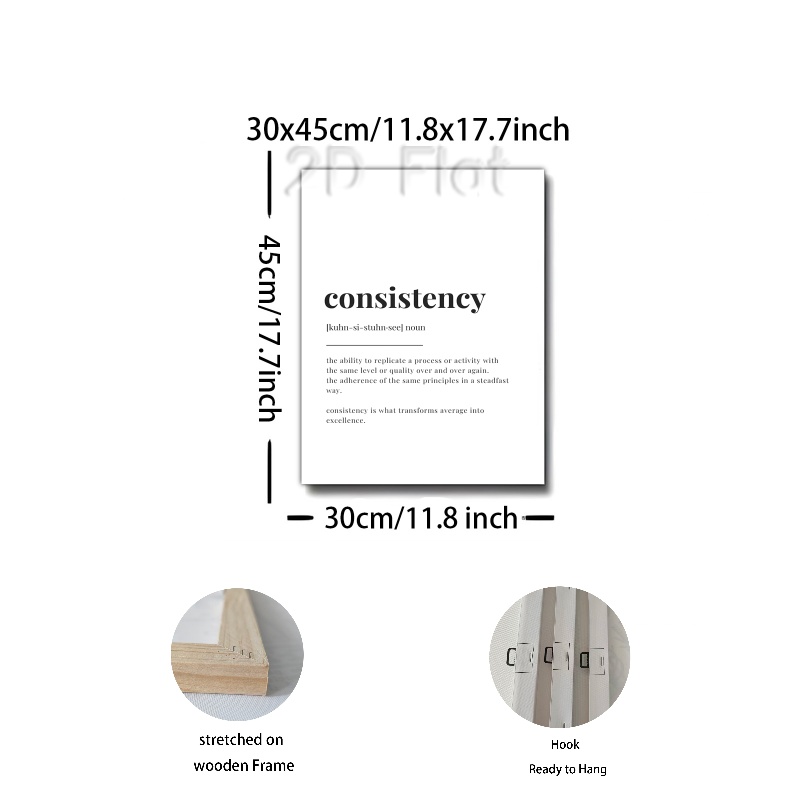 30x45cm/11.8x17.7inch
2D Flat
45cm/17.7inch
consistency
[kuhn-si-stuhn-see] noun
the ability to replicate a process or activity with
the same level or quality over and over again.
the adherence of the same principles in a steadfast
way.
consistency is what transforms average into
excellence.
30cm/11.8 inch
stretched on
wooden Frame
Hook
Ready to Hang